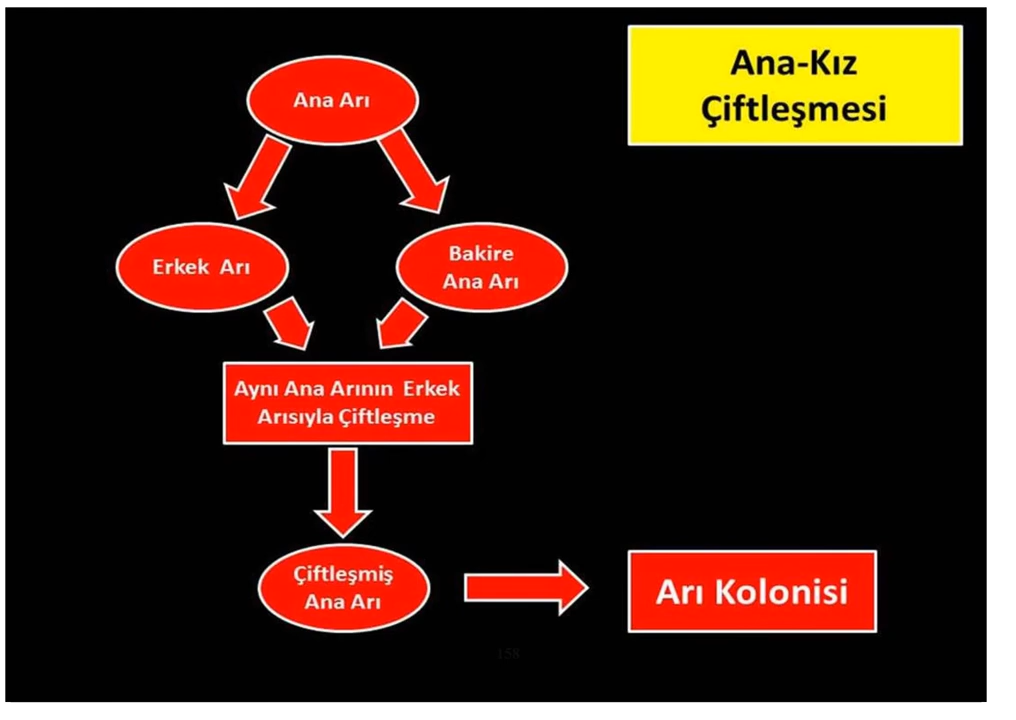 Ana-Kız
Çiftleşmesi
Ana Arı
Erkek Arı
Bakire
Ana Arı
Aynı Ana Arının Erkek
Arısıyla Çiftleşme
Çiftleşmiş
Ana Arı
Arı Kolonisi
158